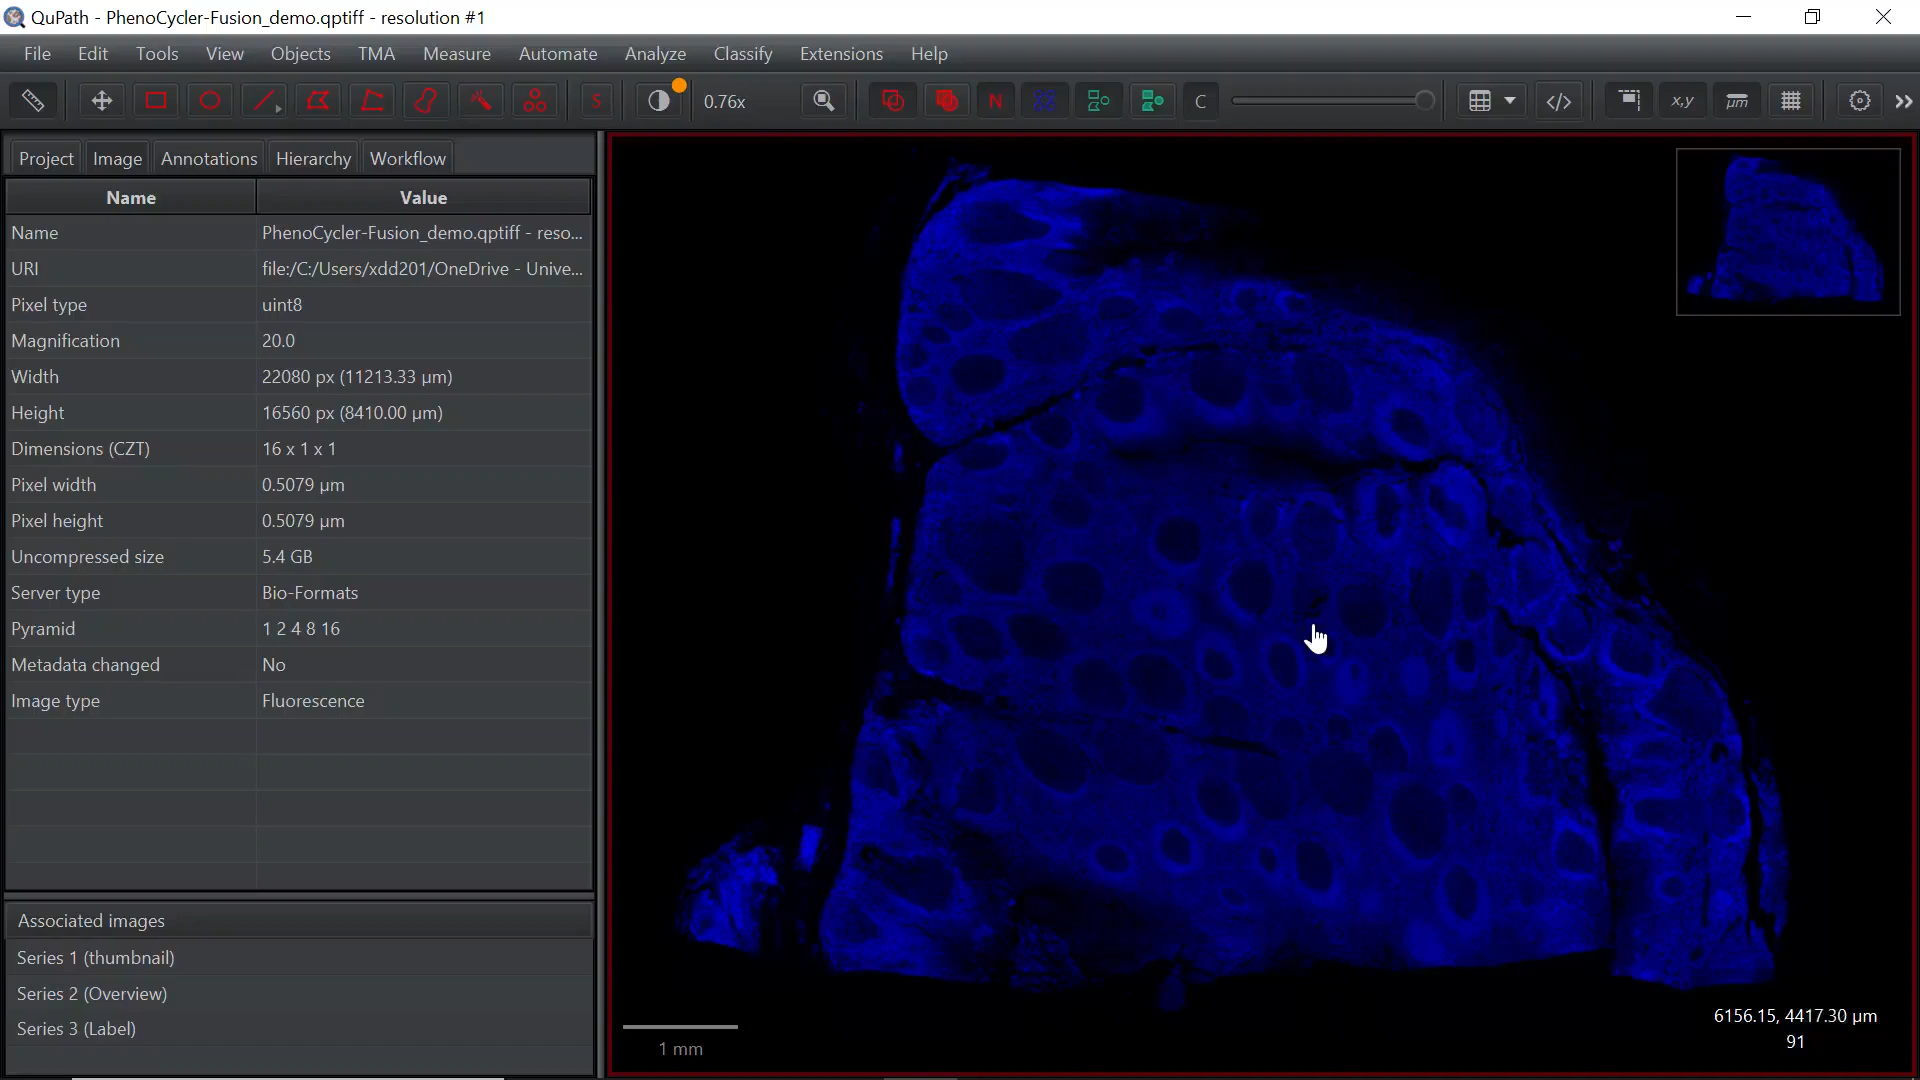 QuPath - PhenoCycler-Fusion_demo.qptiff - resolution #1
File Edit Tools View Objects TMA Measure Automate Analyze Classify Extensions Help
S 0.76x N C x,y µm
Project Image Annotations Hierarchy Workflow
Name Value
Name PhenoCycler-Fusion_demo.qptiff - reso...
URI file:/C:/Users/xdd201/OneDrive - Unive...
Pixel type uint8
Magnification 20.0
Width 22080 px (11213.33 µm)
Height 16560 px (8410.00 µm)
Dimensions (CZT) 16 x 1 x 1
Pixel width 0.5079 µm
Pixel height 0.5079 µm
Uncompressed size 5.4 GB
Server type Bio-Formats
Pyramid 1 2 4 8 16
Metadata changed No
Image type Fluorescence
Associated images
Series 1 (thumbnail)
Series 2 (Overview)
Series 3 (Label)
1 mm
6156.15, 4417.30 µm
91